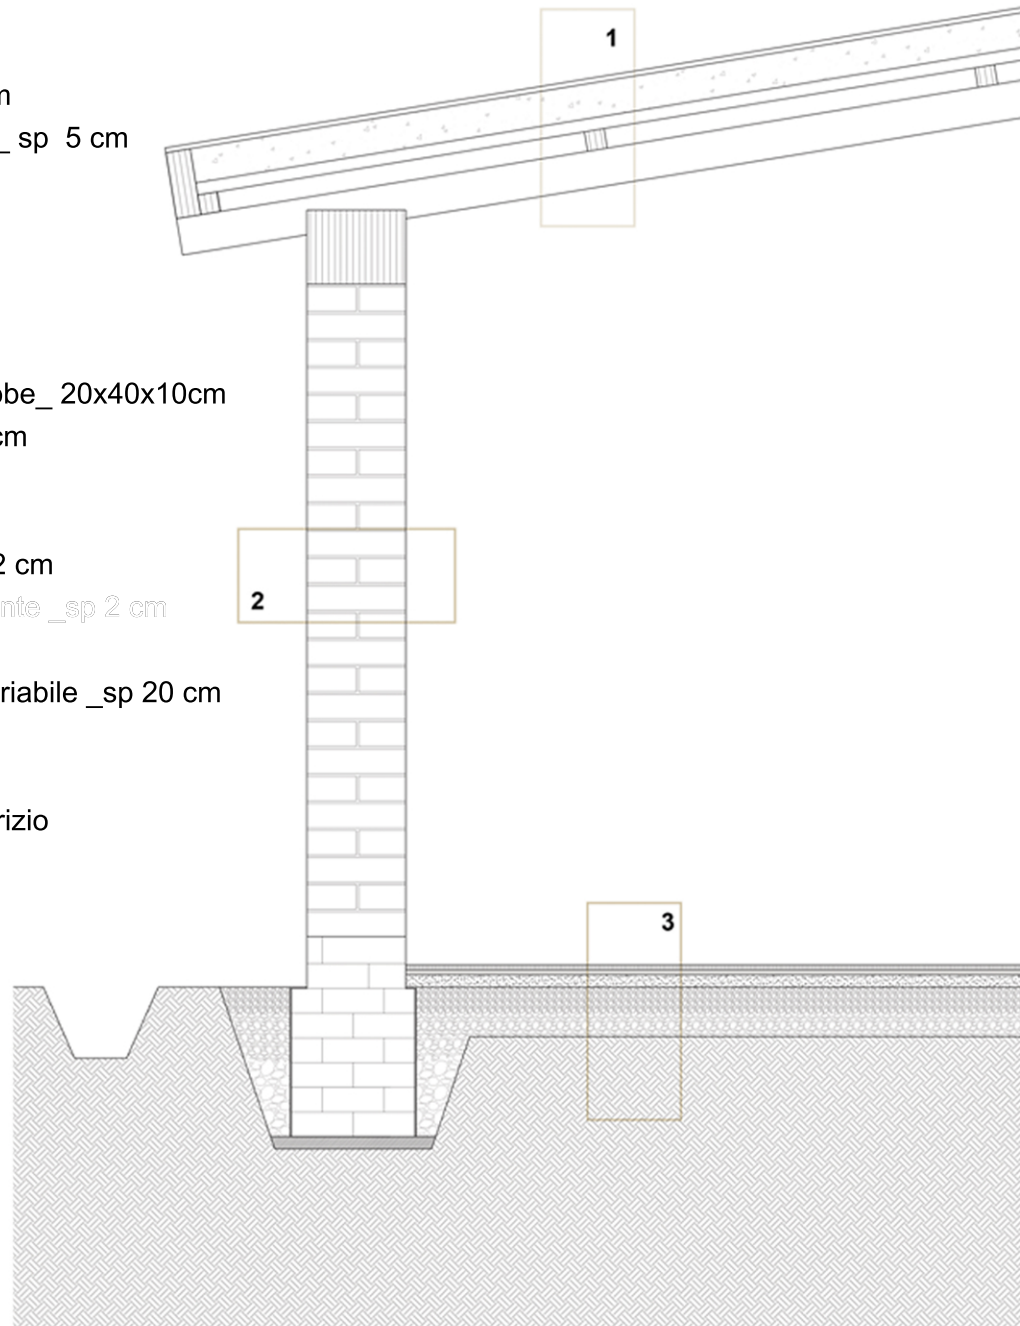 1
m
_ sp 5 cm
obe_ 20x40x10cm
cm
2 cm
nte _sp 2 cm
2
riabile _sp 20 cm
rizio
3